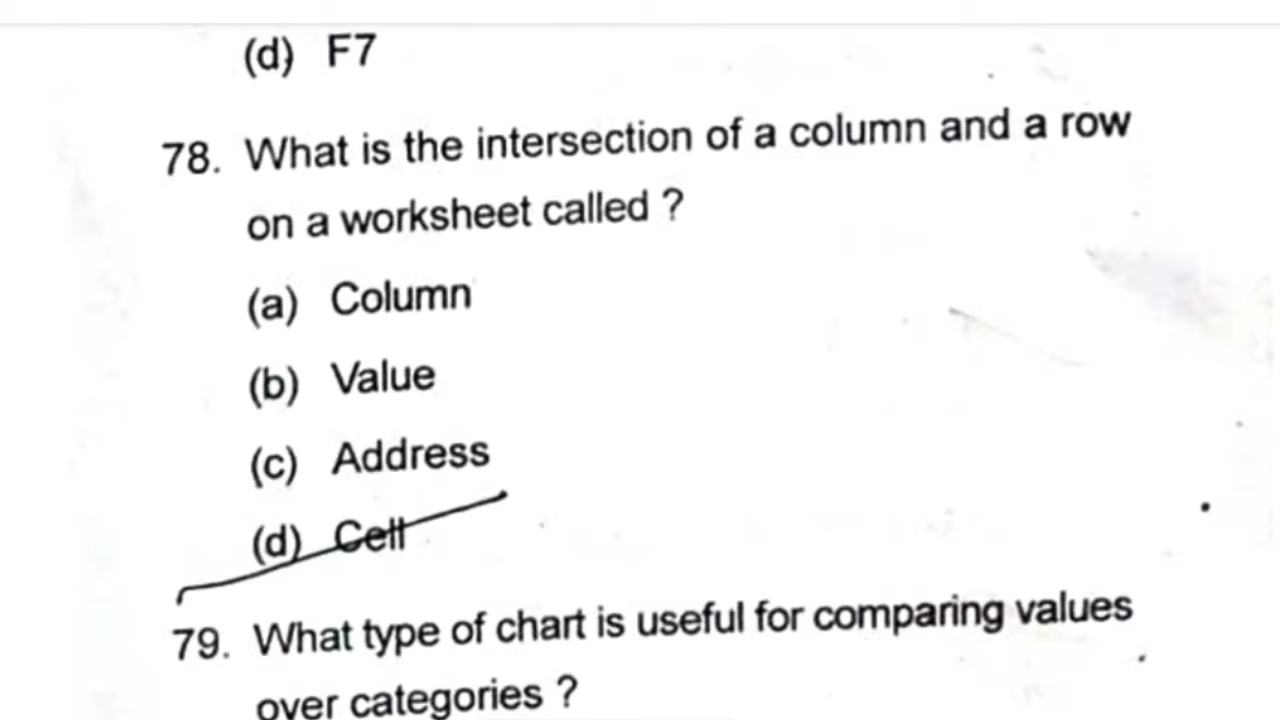 (d) F7
78. What is the intersection of a column and a row
on a worksheet called ?
(a) Column
(b) Value
(c) Address
(d) Cell
79. What type of chart is useful for comparing values
over categories ?